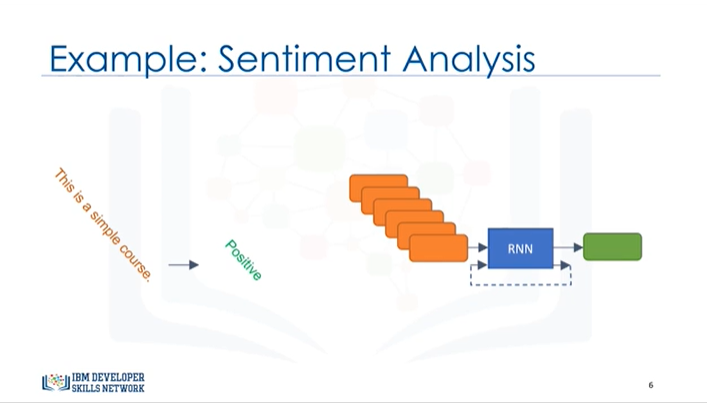 Example: Sentiment Analysis
This is a simple course.
Positive
RNN
IBM DEVELOPER
SKILLS NETWORK
6